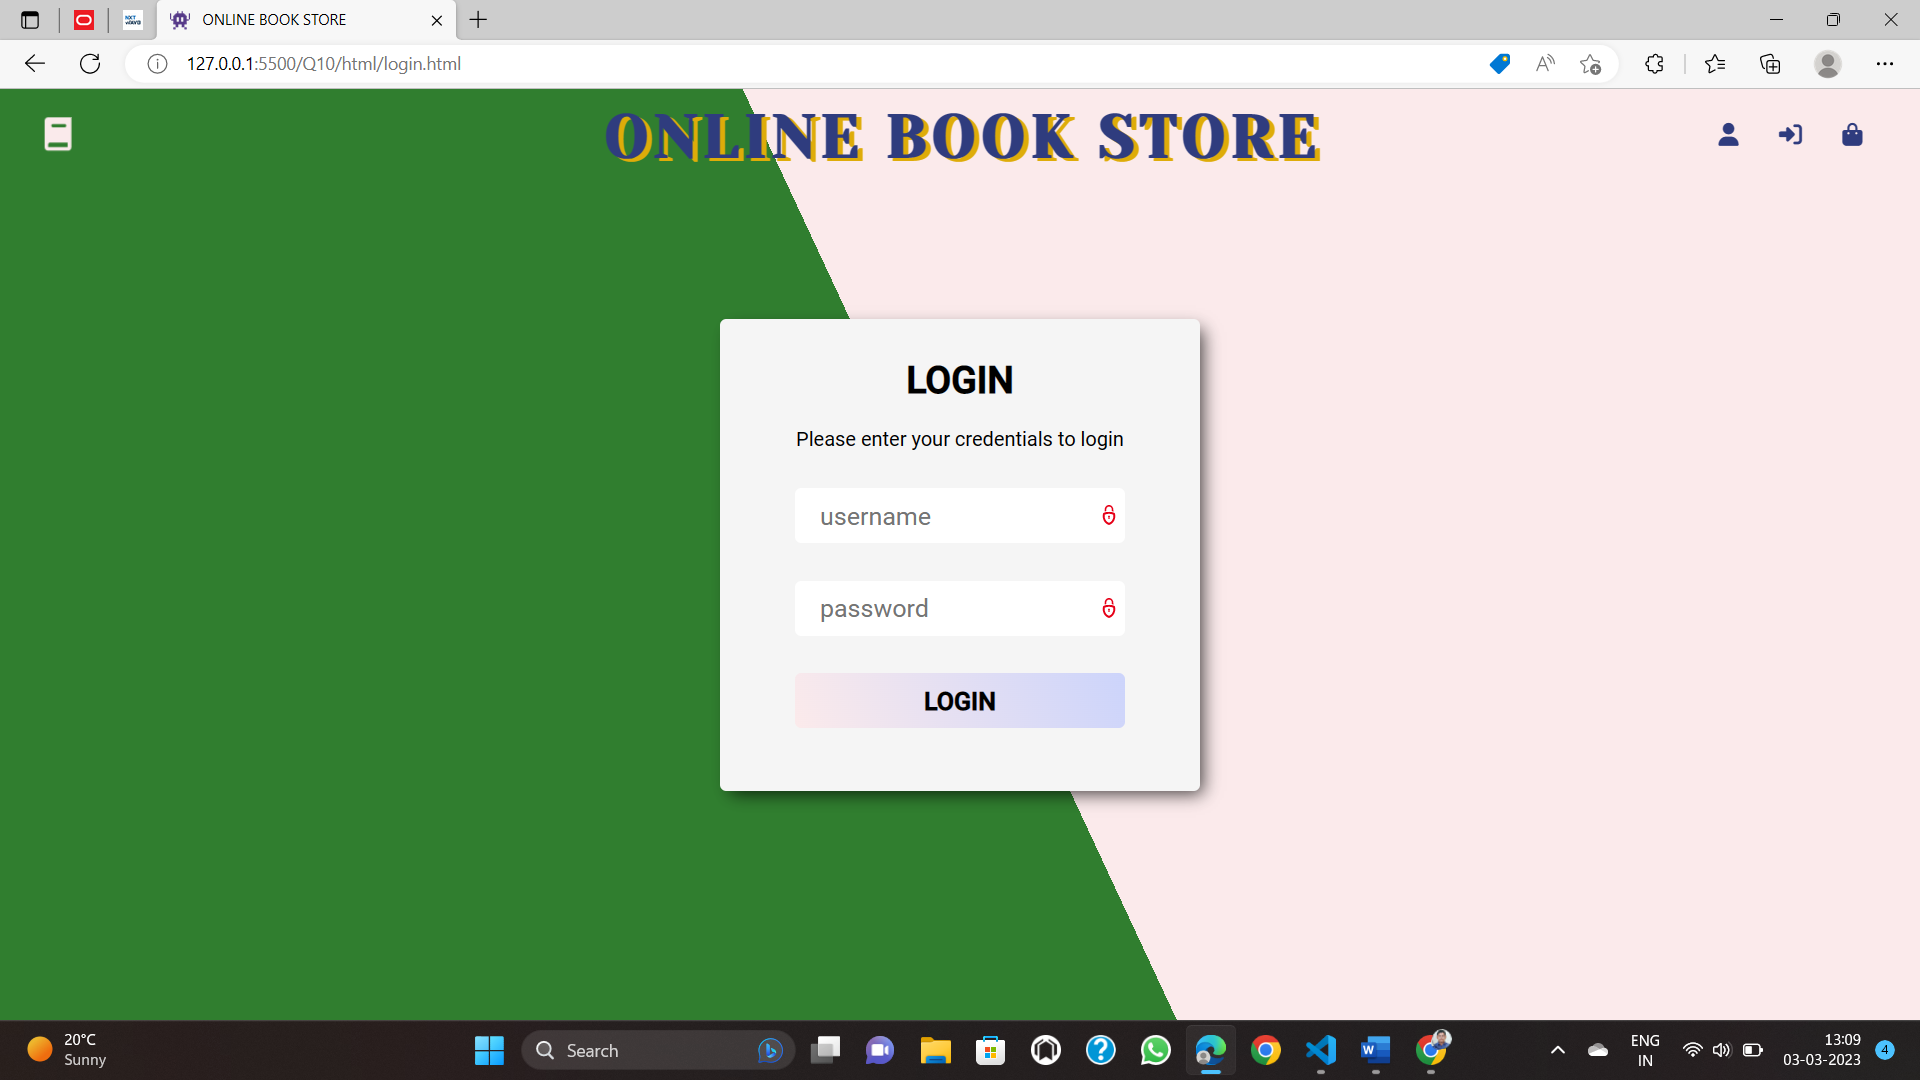 ONLINE BOOK STORE
127.0.0.1:5500/Q10/html/login.html
ONLINE BOOK STORE
LOGIN
Please enter your credentials to login
username
password
LOGIN
20°C
Sunny
Search
ENG
IN
13:09
03-03-2023
4